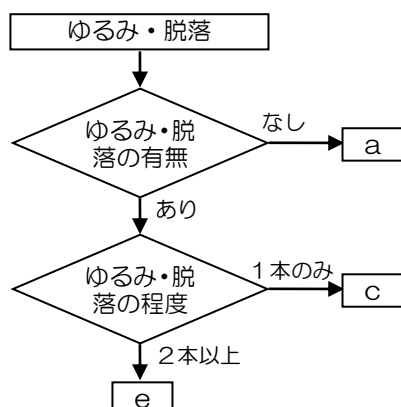 ゆるみ・脱落
ゆるみ・脱
落の有無
なし
a
あり
ゆるみ・脱
落の程度
1本のみ
c
2本以上
e